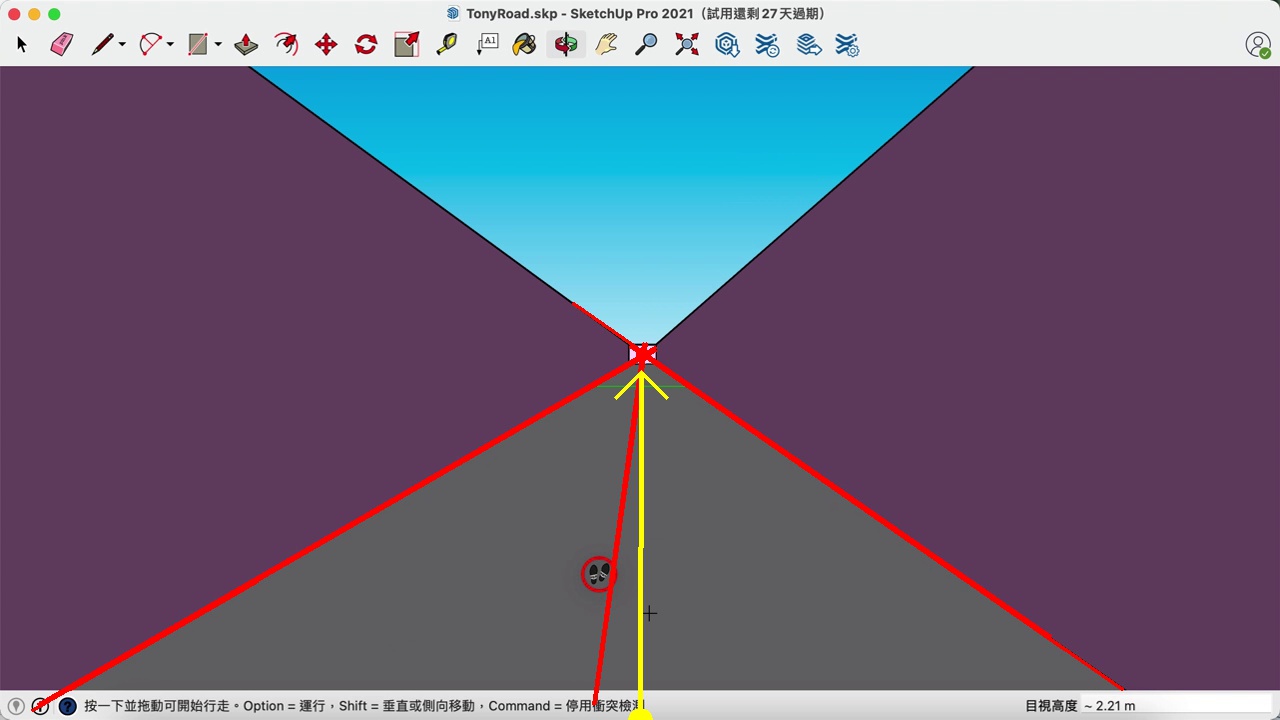 TonyRoad.skp - SketchUp Pro 2021（試用還剩27天過期）
A1
按一下並拖動可開始行走。Option = 運行，Shift = 垂直或側向移動，Command = 停用衝突檢測
目視高度 ~ 2.21 m